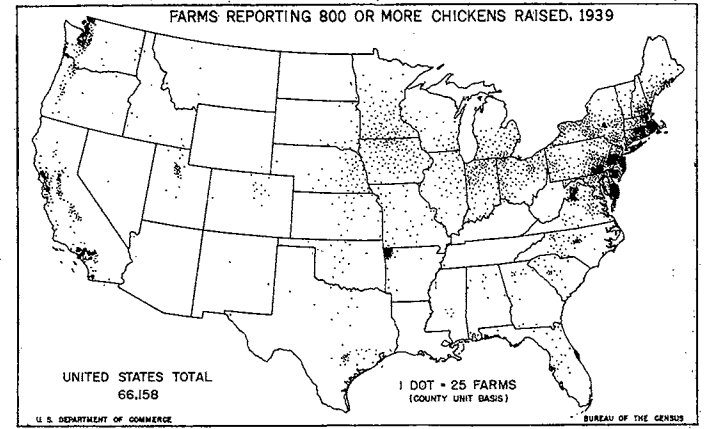 FARMS REPORTING 800 OR MORE CHICKENS RAISED, 1939
UNITED STATES TOTAL
66,158
1 DOT = 25 FARMS
(COUNTY UNIT BASIS)
U. S. DEPARTMENT OF COMMERCE
BUREAU OF THE CENSUS